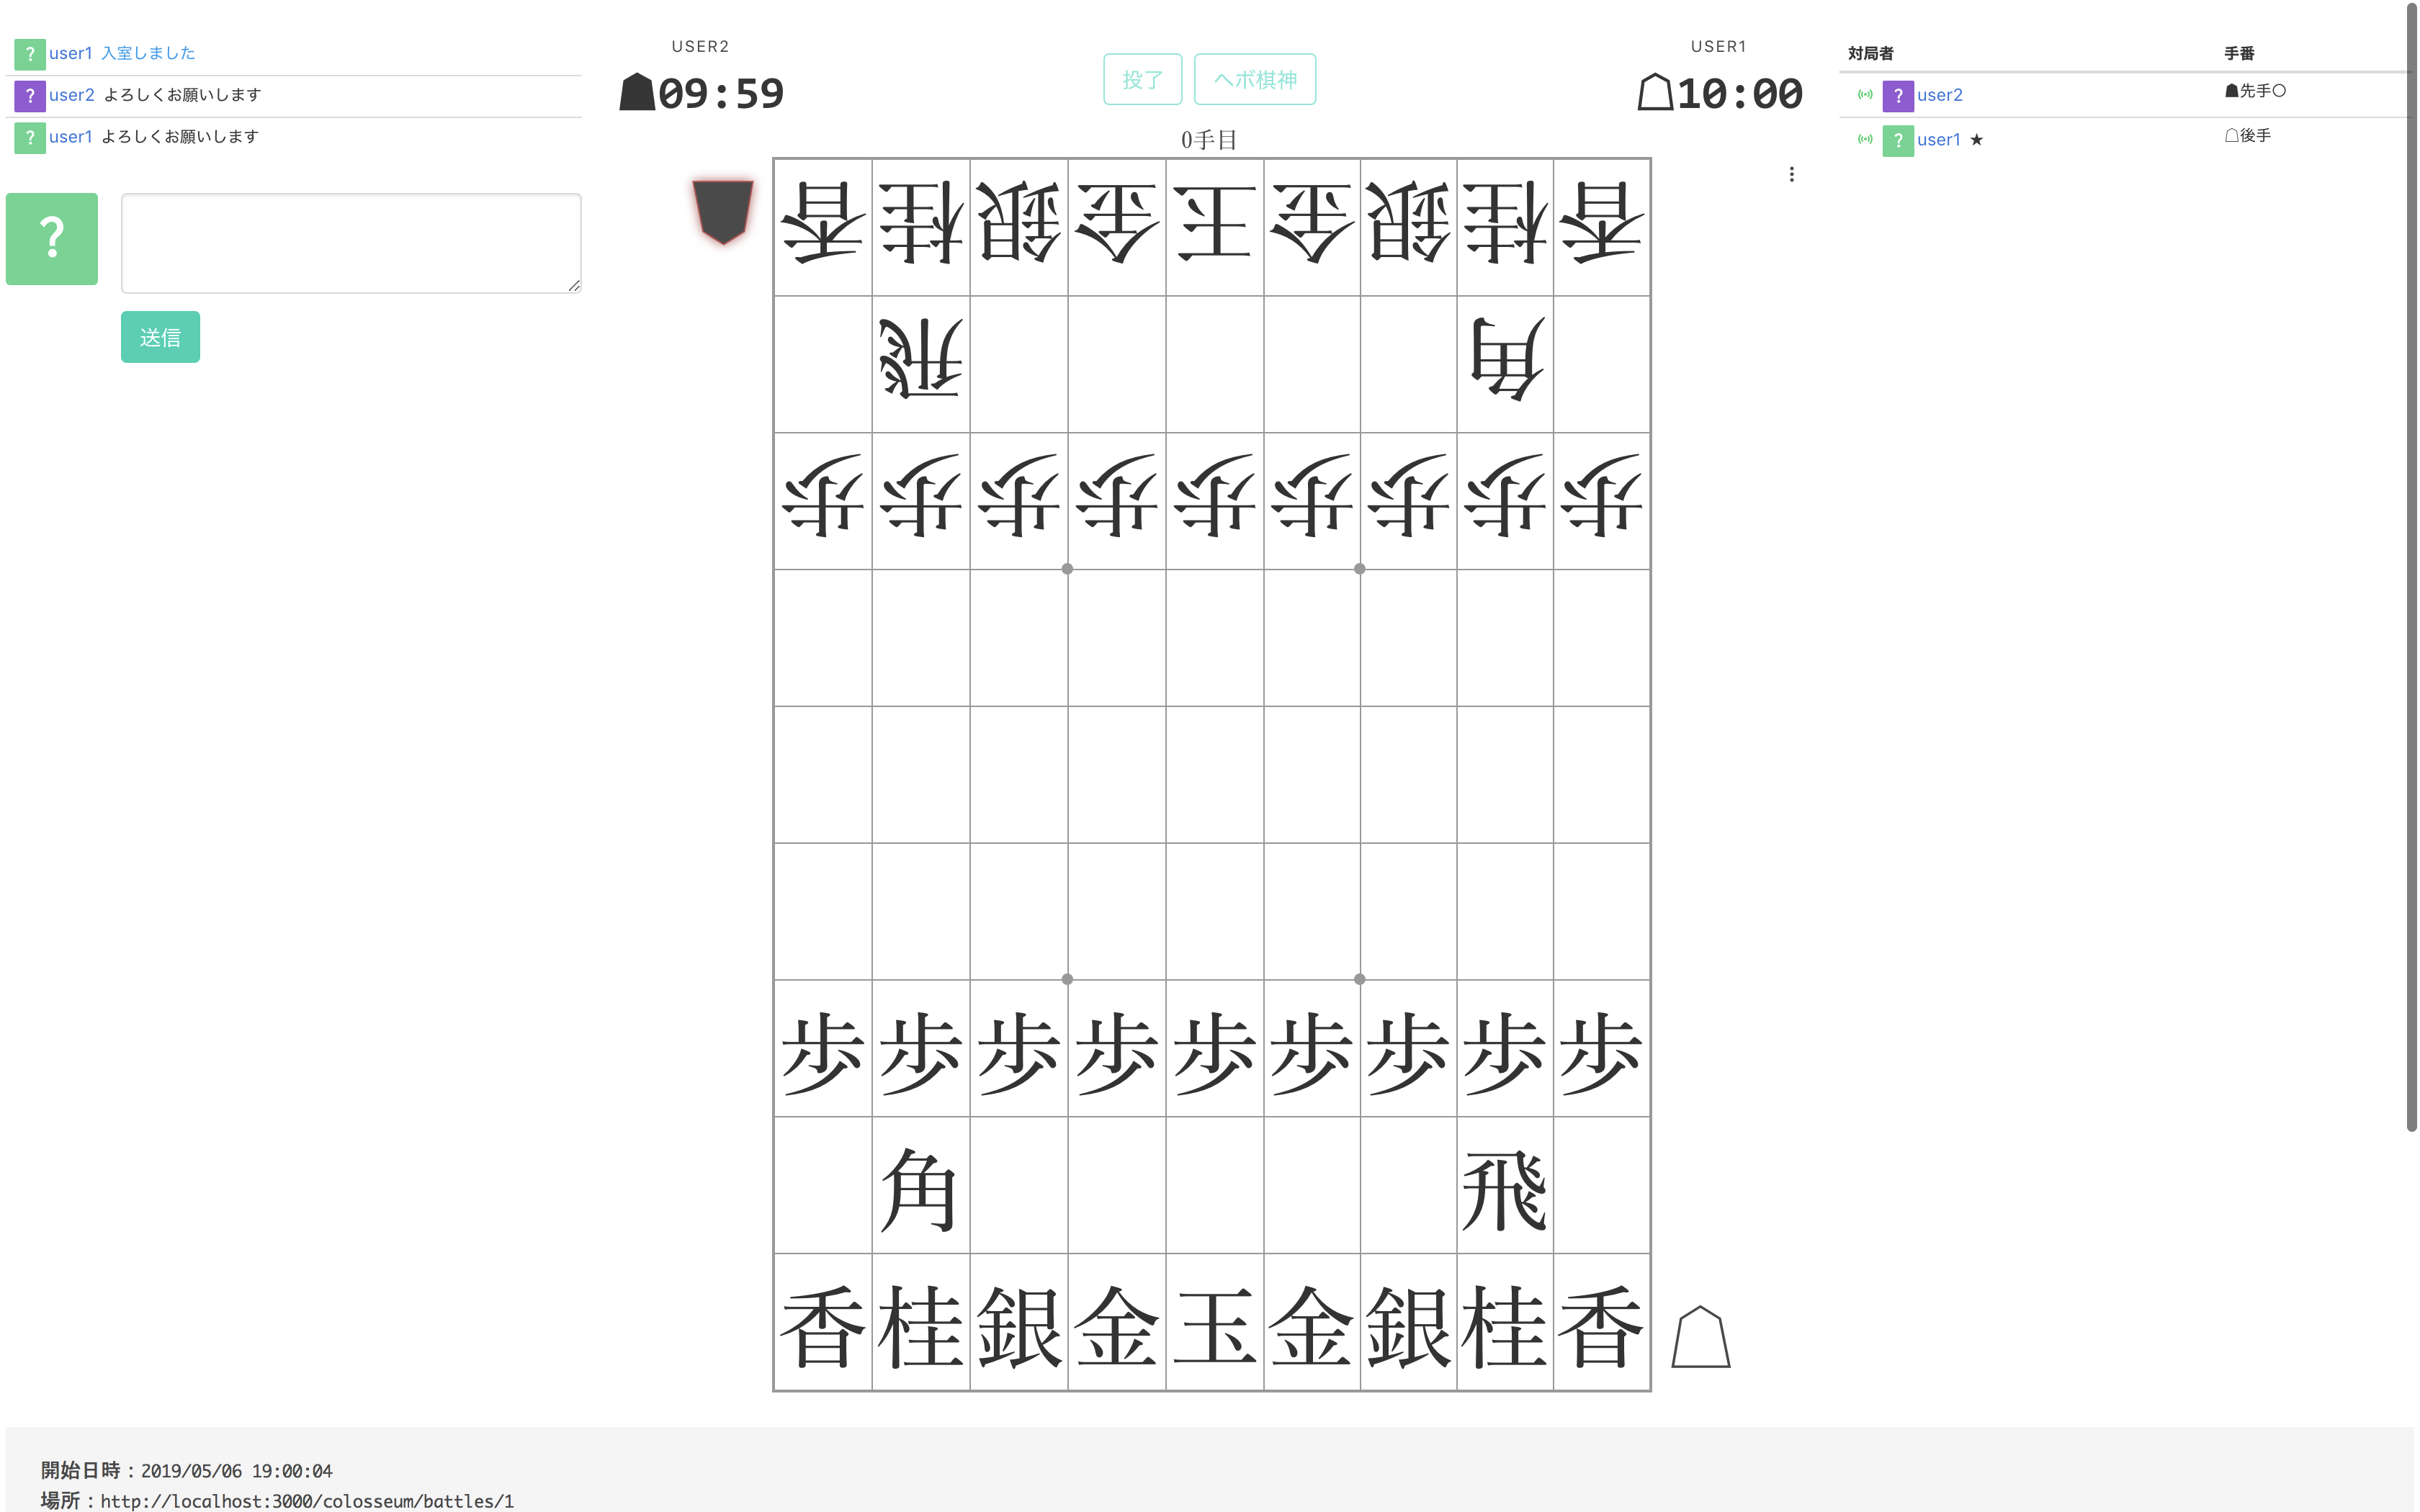 ? user1 入室しました
? user2 よろしくお願いします
? user1 よろしくお願いします
?
送信
USER2
☗09:59
投了
ヘボ棋神
USER1
☖10:00
0手目
香桂銀金玉金銀桂香
飛角
歩歩歩歩歩歩歩歩歩
歩歩歩歩歩歩歩歩歩
角飛
香桂銀金玉金銀桂香
対局者 手番
? user2 ☗先手○
? user1 ★ ☖後手
開始日時：2019/05/06 19:00:04
場所：http://localhost:3000/colosseum/battles/1